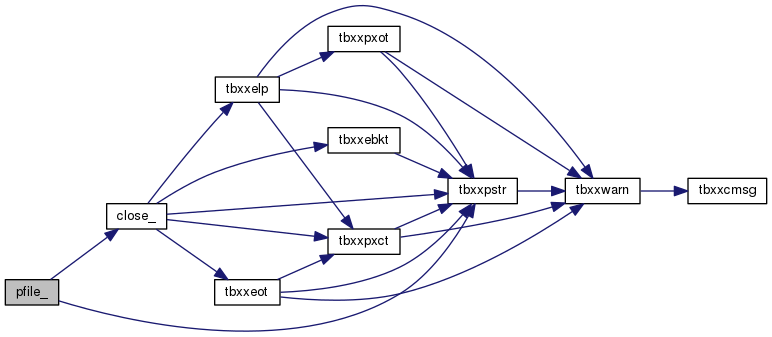 pfile_
close_
tbxxelp
tbxxeot
tbxxpxot
tbxxebkt
tbxxpxct
tbxxpstr
tbxxwarn
tbxxcmsg